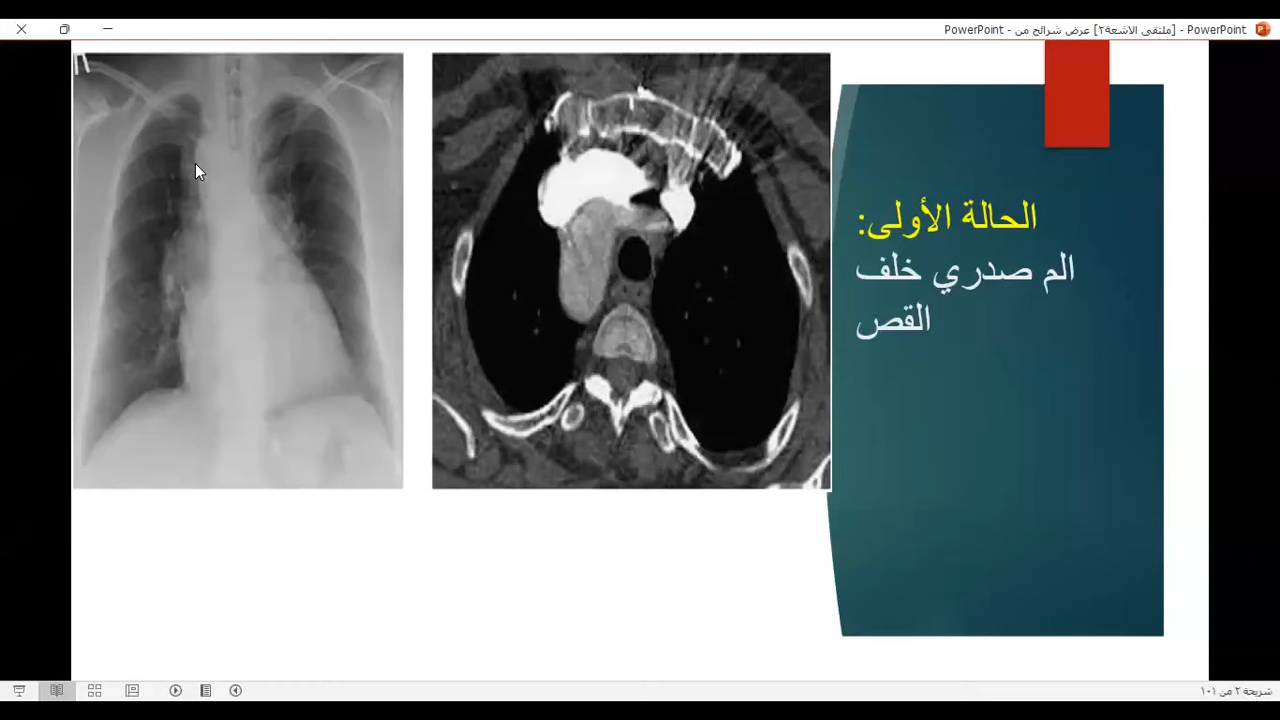 PowerPoint - [ملتقى الاشعة٢] عرض شرائح من - PowerPoint
الحالة الأولى:
الم صدري خلف
القص
شريحة ٢ من ١٠١